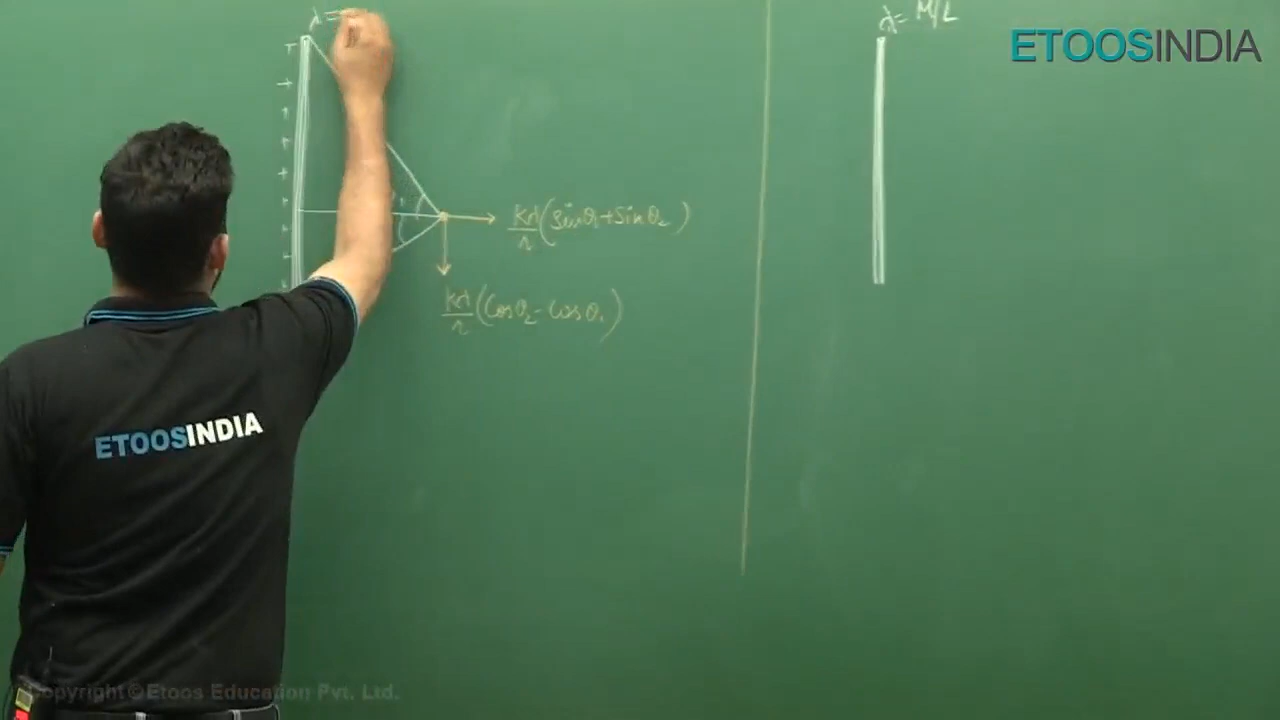 λ =
λ = M/L
ETOOSINDIA
Kλ/r (sinθ₁ + sinθ₂)
Kλ/r (cosθ₂ - cosθ₁)
ETOOSINDIA
Copyright © Etoos Education Pvt. Ltd.